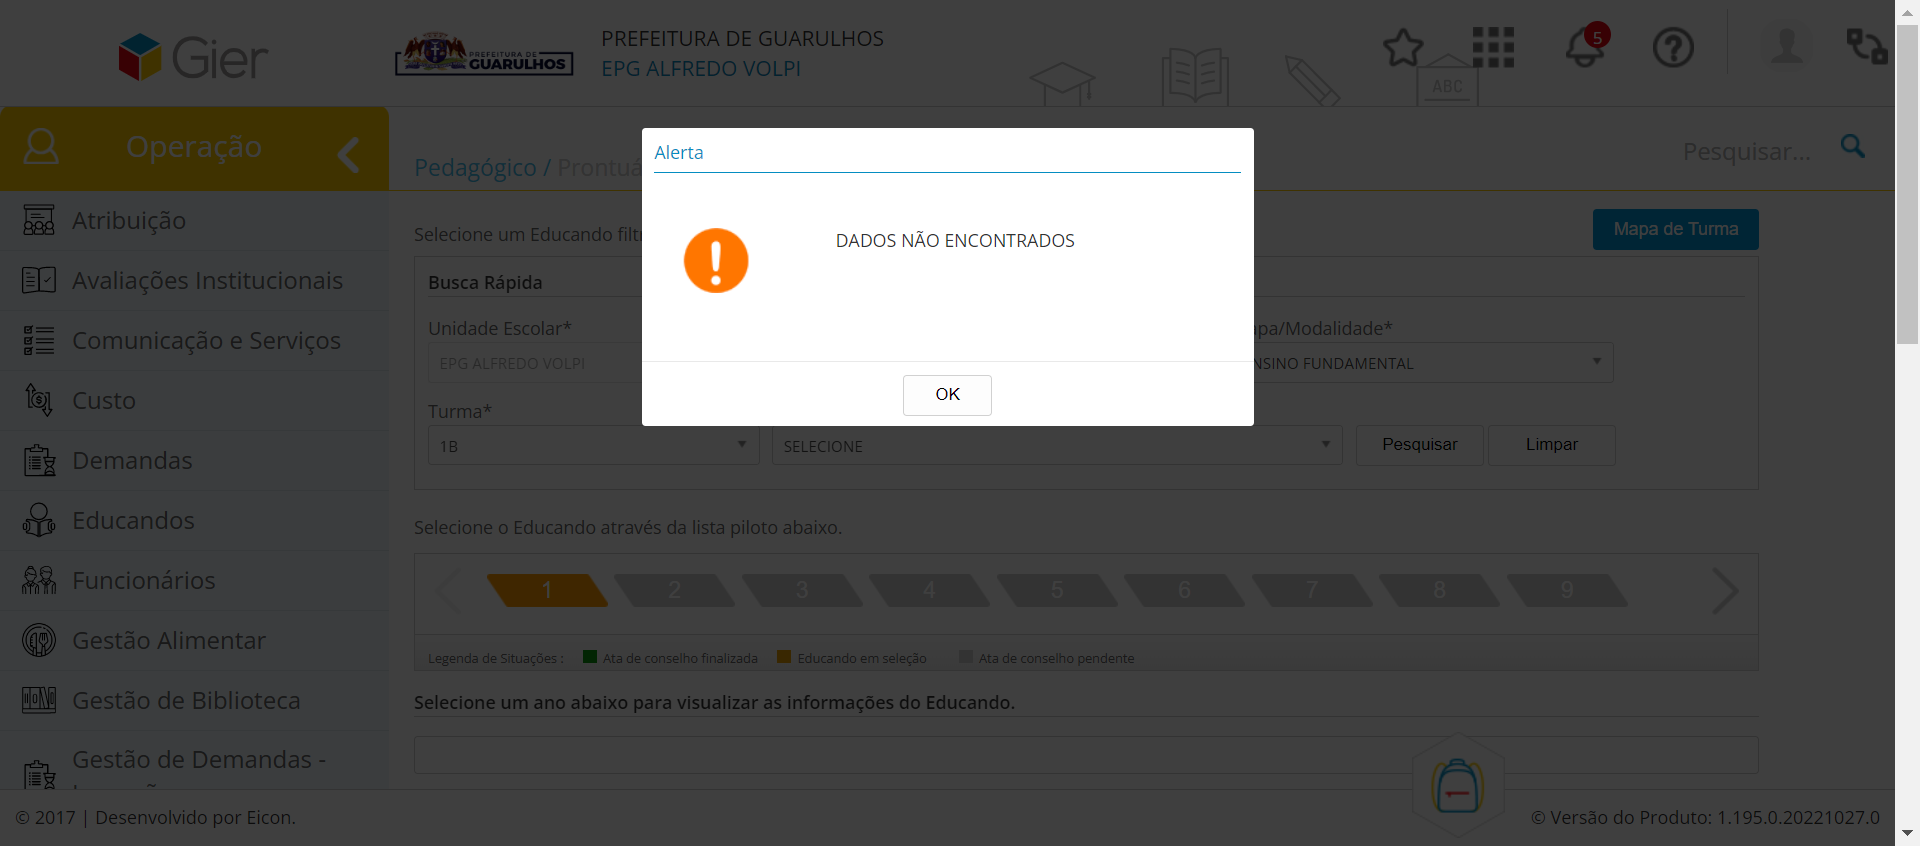 Gier
PREFEITURA DE
GUARULHOS
PREFEITURA DE GUARULHOS
EPG ALFREDO VOLPI
ABC
5
Operação
Pedagógico /
Pesquisar...
Alerta
DADOS NÃO ENCONTRADOS
OK
Atribuição
Avaliações Institucionais
Comunicação e Serviços
Custo
Demandas
Educandos
Funcionários
Gestão Alimentar
Gestão de Biblioteca
Gestão de Demandas -
Selecione um Educando
Mapa de Turma
Busca Rápida
Unidade Escolar*
EPG ALFREDO VOLPI
/Modalidade*
FUNDAMENTAL
Turma*
1B
SELECIONE
Pesquisar
Limpar
Selecione o Educando através da lista piloto abaixo.
1 2 3 4 5 6 7 8 9
Legenda de Situações : Ata de conselho finalizada Educando em seleção Ata de conselho pendente
Selecione um ano abaixo para visualizar as informações do Educando.
© 2017 | Desenvolvido por Eicon.
© Versão do Produto: 1.195.0.20221027.0